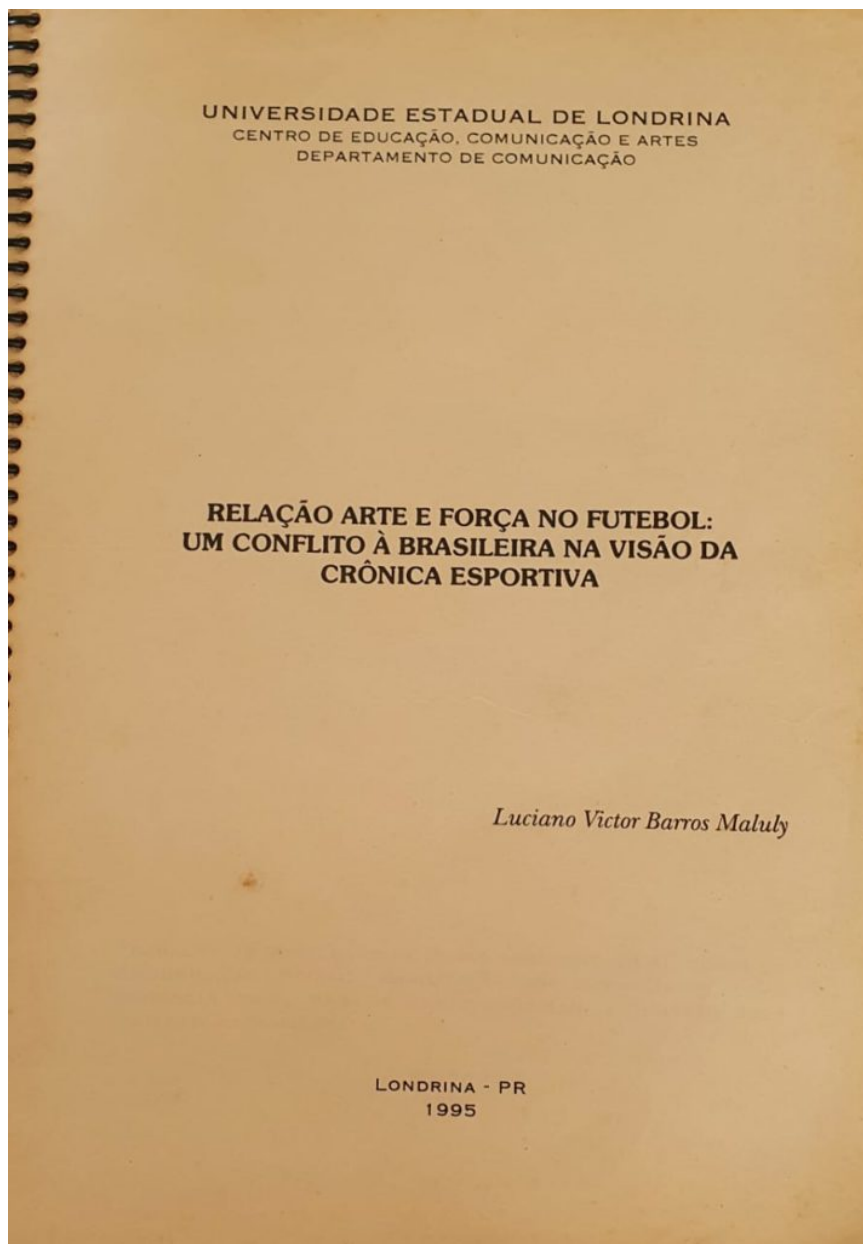 UNIVERSIDADE ESTADUAL DE LONDRINA
CENTRO DE EDUCAÇÃO, COMUNICAÇÃO E ARTES
DEPARTAMENTO DE COMUNICAÇÃO
RELAÇÃO ARTE E FORÇA NO FUTEBOL:
UM CONFLITO À BRASILEIRA NA VISÃO DA
CRÔNICA ESPORTIVA
Luciano Victor Barros Maluly
LONDRINA - PR
1995